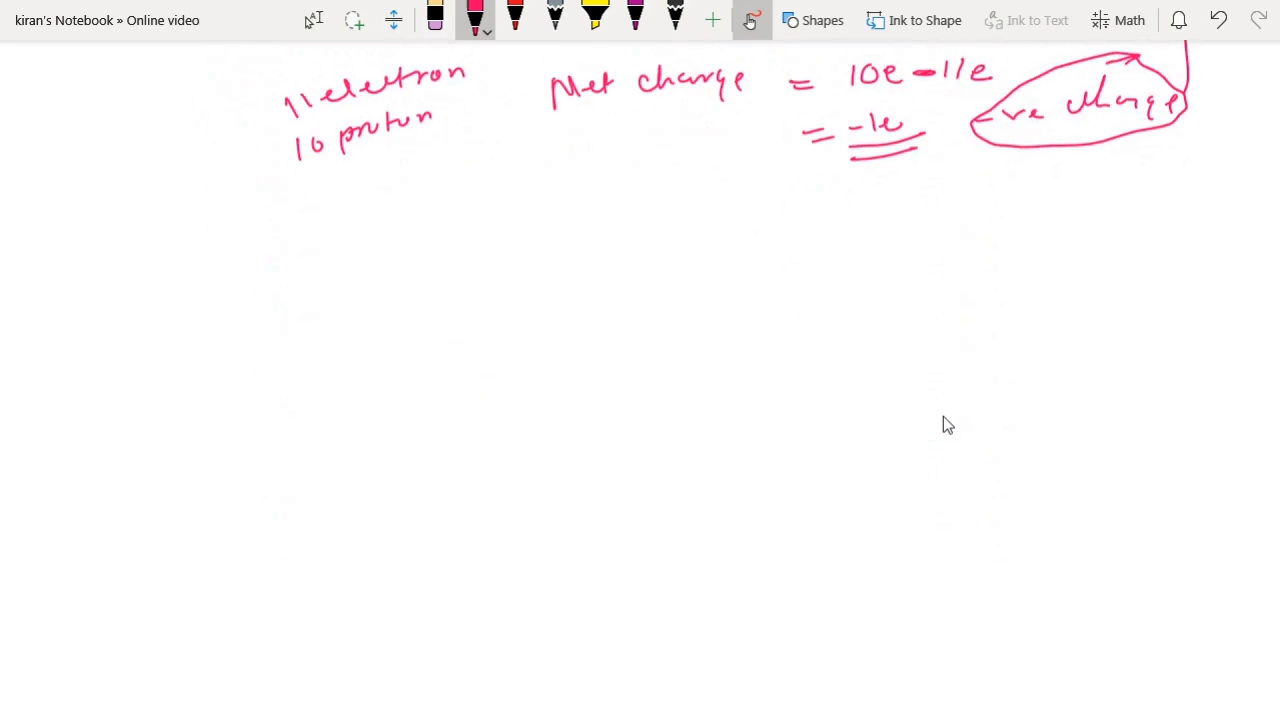 kiran's Notebook » Online video
Shapes
Ink to Shape
Ink to Text
Math
11 electron
10 proton
Net charge = 10e - 11e
= -1e
-ve charge